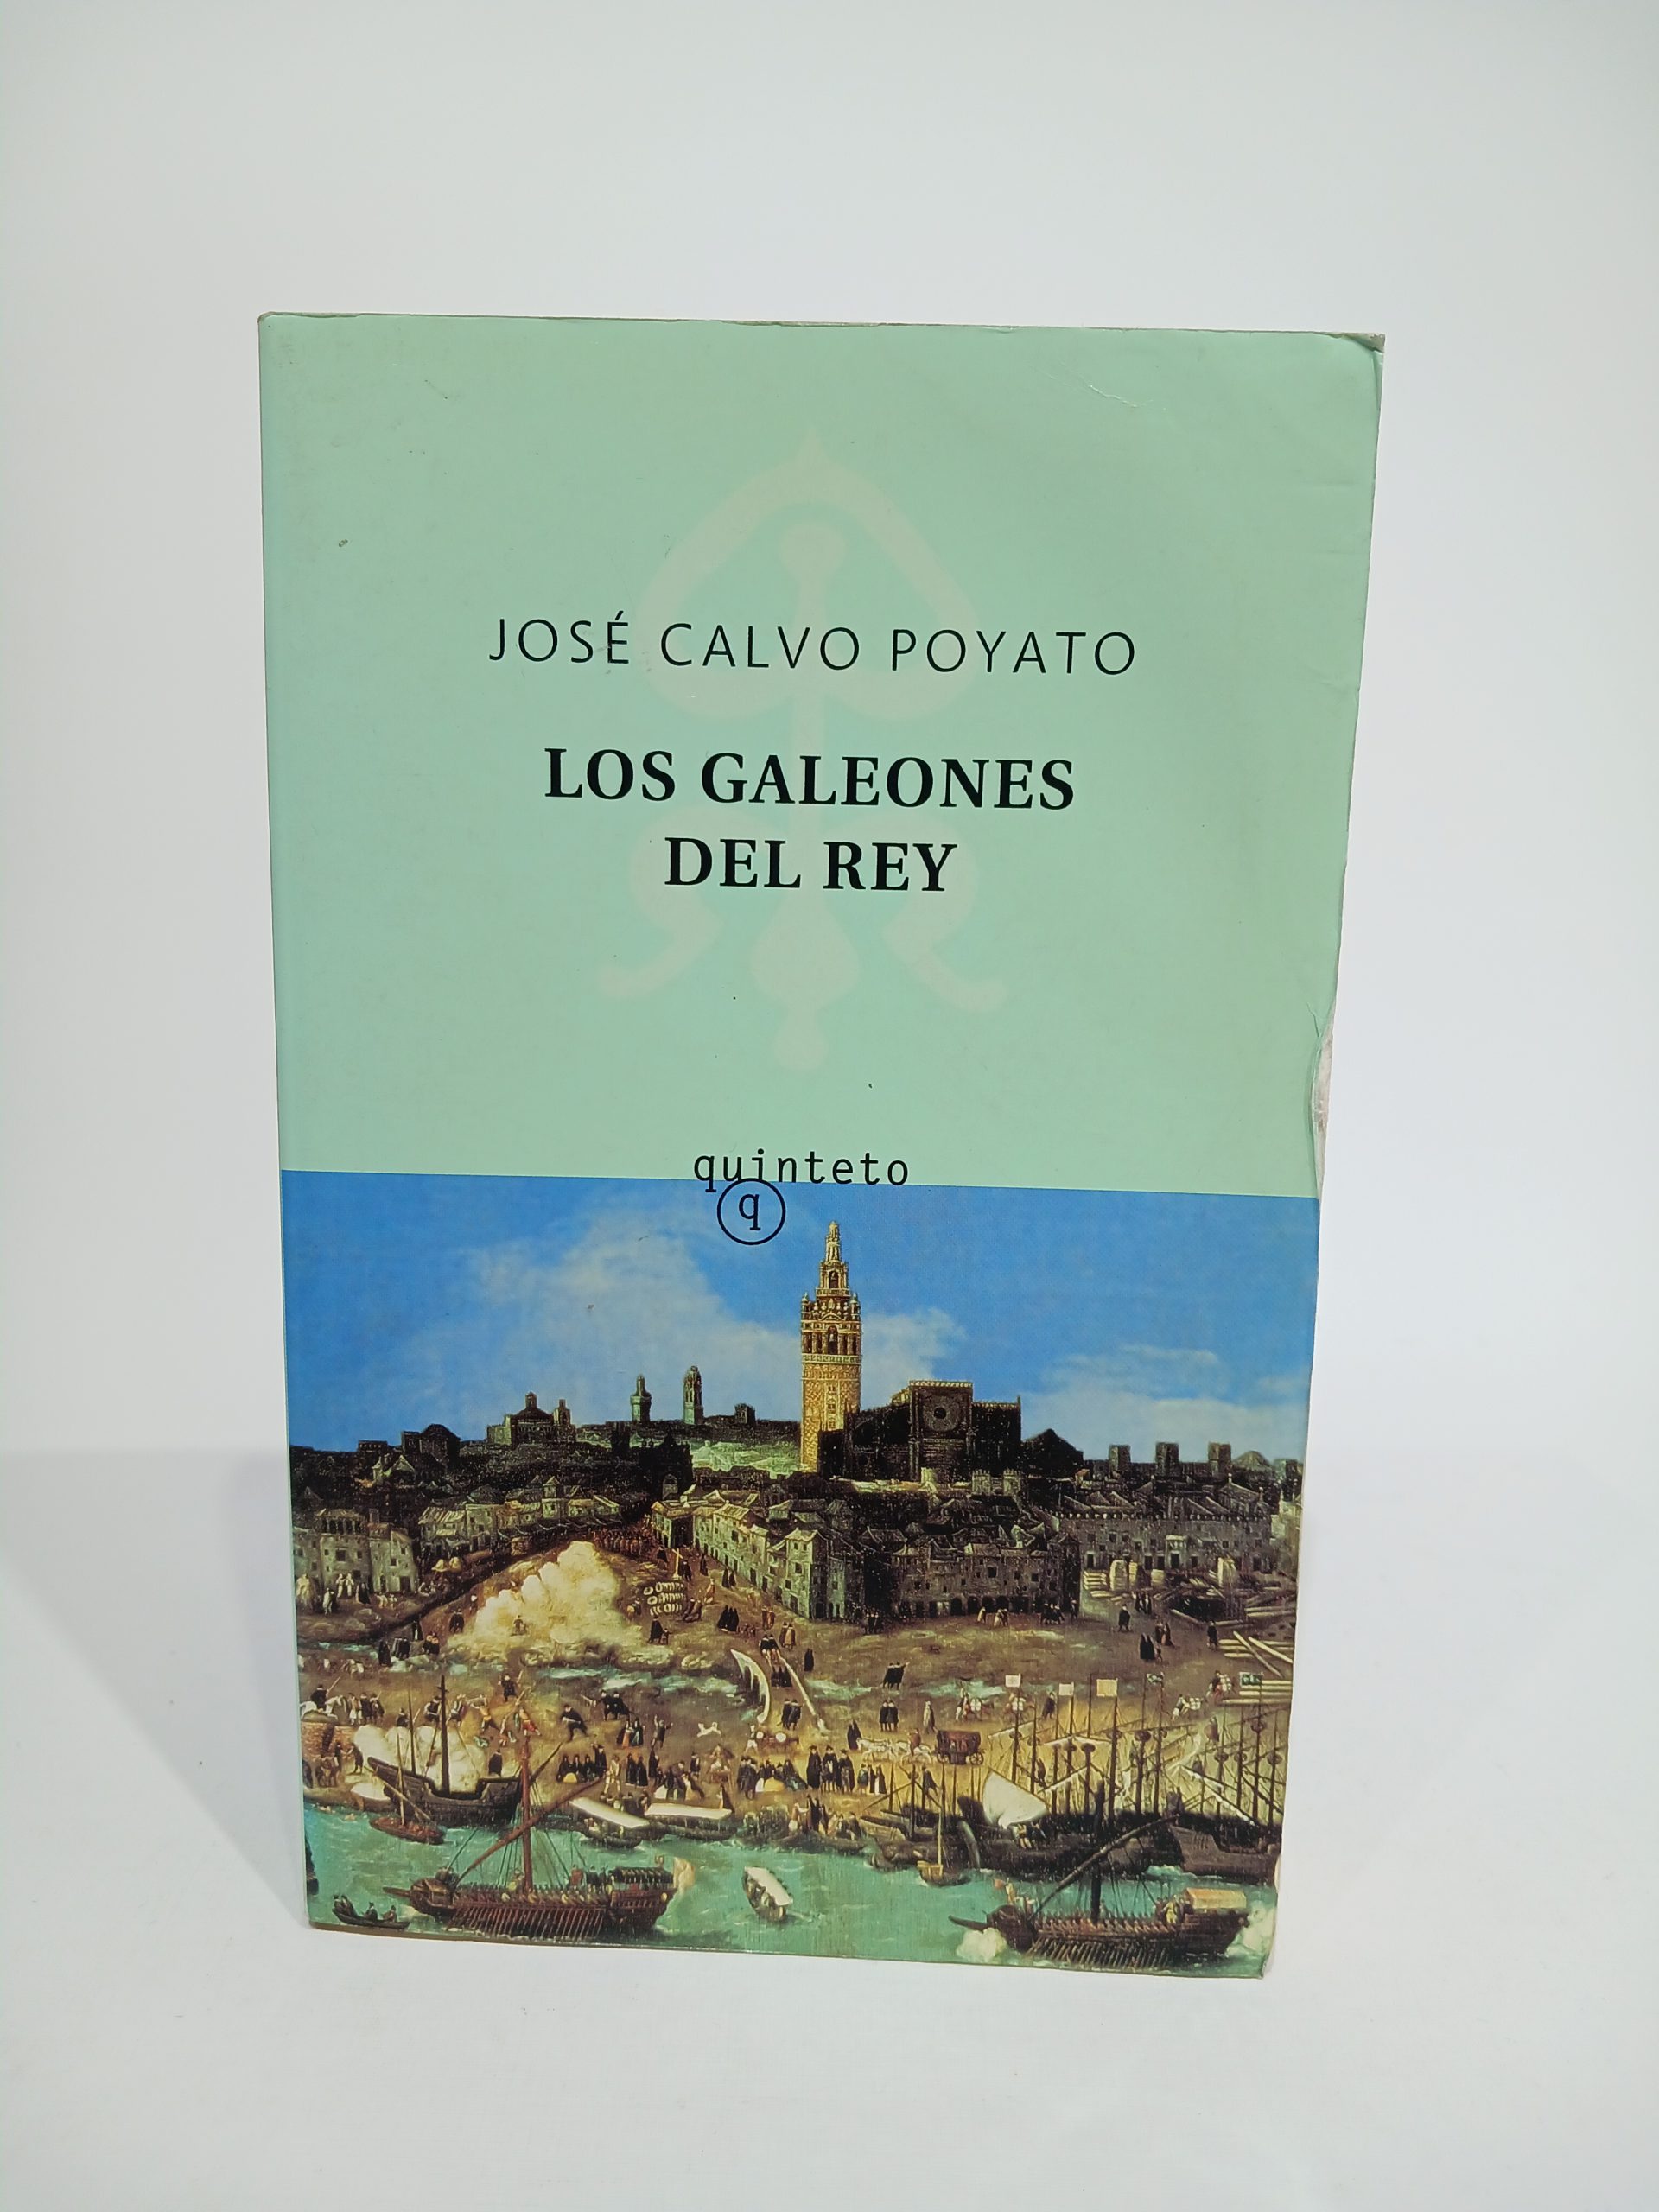 JOSÉ CALVO POYATO
LOS GALEONES
DEL REY
quinteto
q